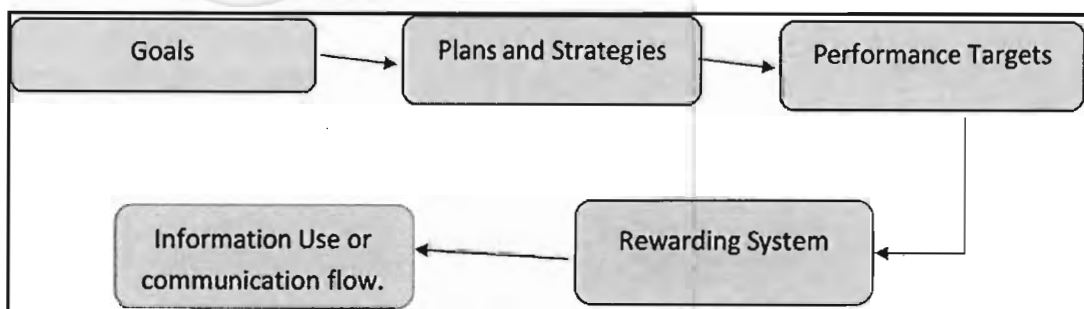 Goals
Plans and Strategies
Performance Targets
Rewarding System
Information Use or
communication flow.